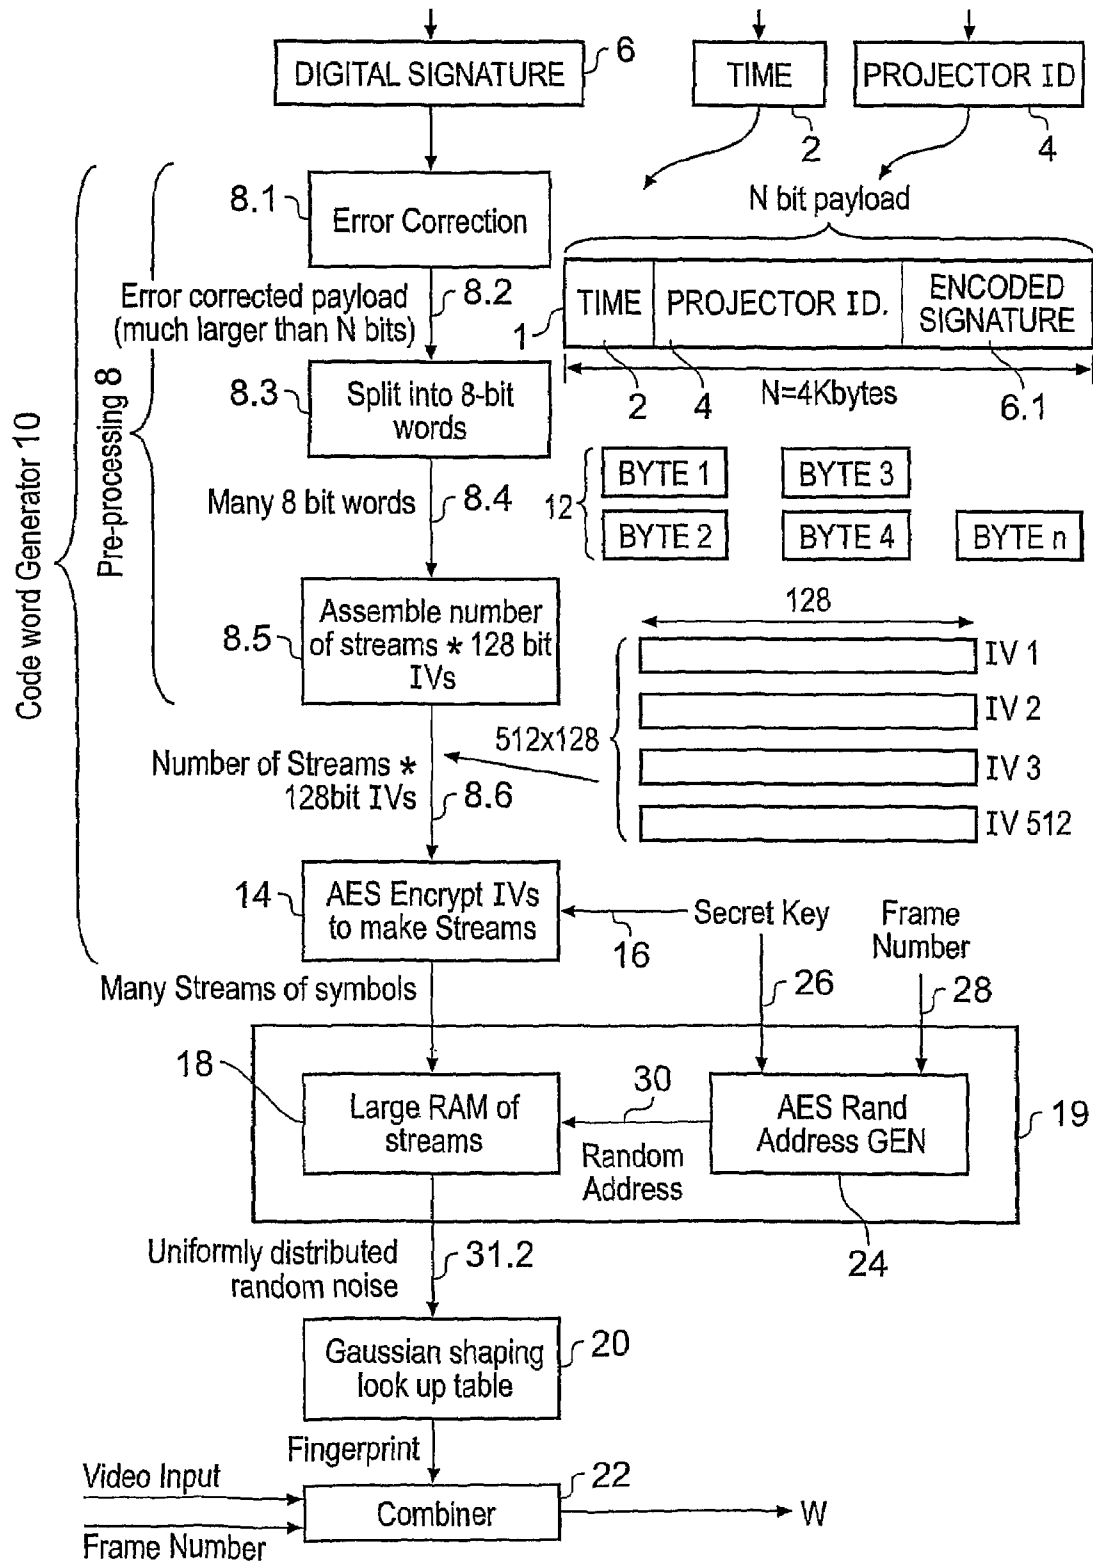 DIGITAL SIGNATURE
6
TIME
2
PROJECTOR ID
4
8.1
Error Correction
N bit payload
Error corrected payload
(much larger than N bits)
8.2
1
TIME
PROJECTOR ID.
ENCODED
SIGNATURE
2
4
N=4Kbytes
6.1
8.3
Split into 8-bit
words
Many 8 bit words
8.4
12
BYTE 1
BYTE 3
BYTE 2
BYTE 4
BYTE n
Code word Generator 10
Pre-processing 8
8.5
Assemble number
of streams * 128 bit
IVs
128
IV 1
IV 2
IV 3
IV 512
512x128
Number of Streams *
128bit IVs
8.6
14
AES Encrypt IVs
to make Streams
16
Secret Key
Frame
Number
26
28
Many Streams of symbols
18
Large RAM of
streams
30
Random
Address
AES Rand
Address GEN
19
24
Uniformly distributed
random noise
31.2
Gaussian shaping
look up table
20
Fingerprint
Video Input
Frame Number
Combiner
22
W